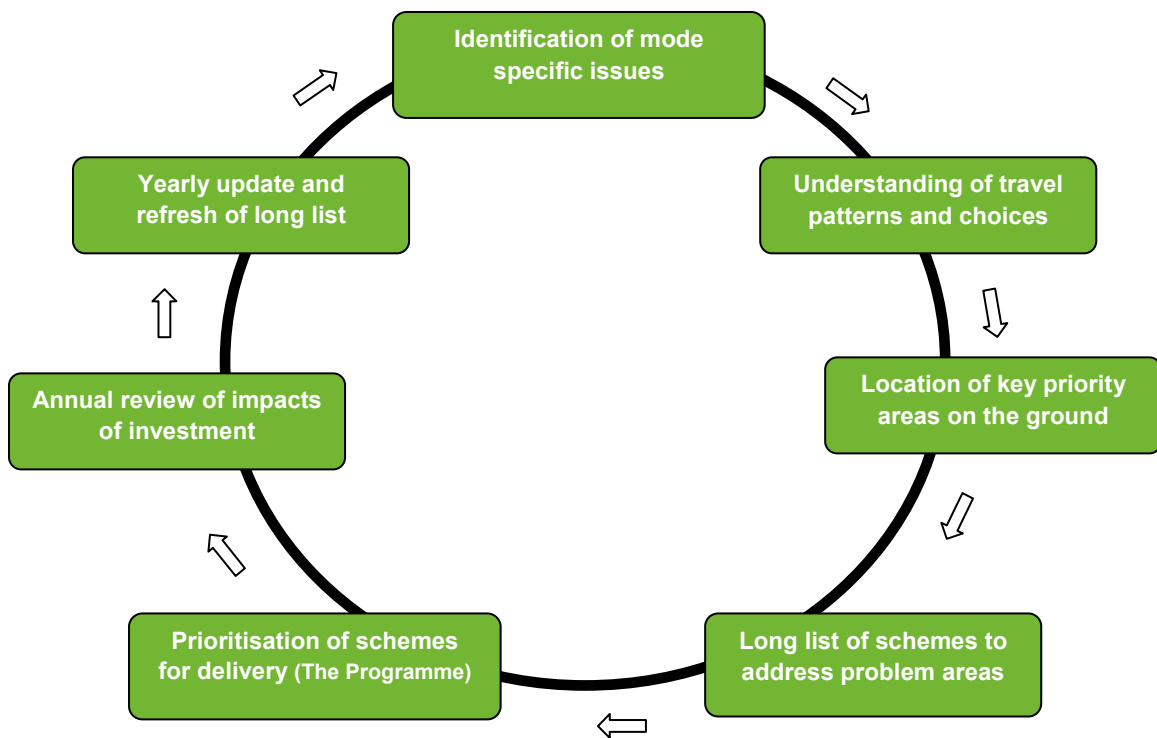 Identification of mode
specific issues
Understanding of travel
patterns and choices
Location of key priority
areas on the ground
Long list of schemes to
address problem areas
Prioritisation of schemes
for delivery (The Programme)
Annual review of impacts
of investment
Yearly update and
refresh of long list